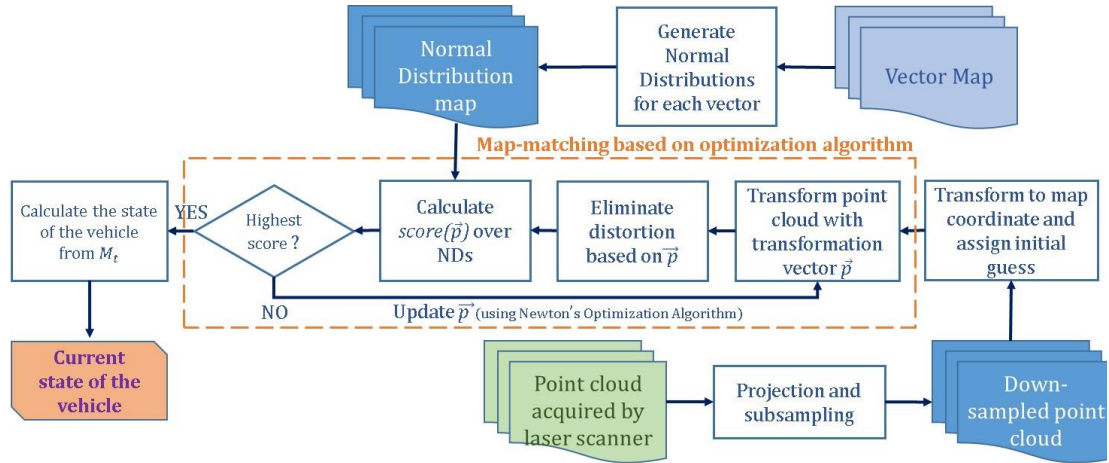 Normal
Distribution
map
Generate
Normal
Distributions
for each vector
Vector Map
Map-matching based on optimization algorithm
Calculate the state
of the vehicle
from M_t
YES
Highest
score ?
Calculate
score(p⃗) over
NDs
Eliminate
distortion
based on p⃗
Transform point
cloud with
transformation
vector p⃗
Transform to map
coordinate and
assign initial
guess
NO
Update p⃗ (using Newton's Optimization Algorithm)
Current
state of the
vehicle
Point cloud
acquired by
laser scanner
Projection and
subsampling
Down-
sampled point
cloud